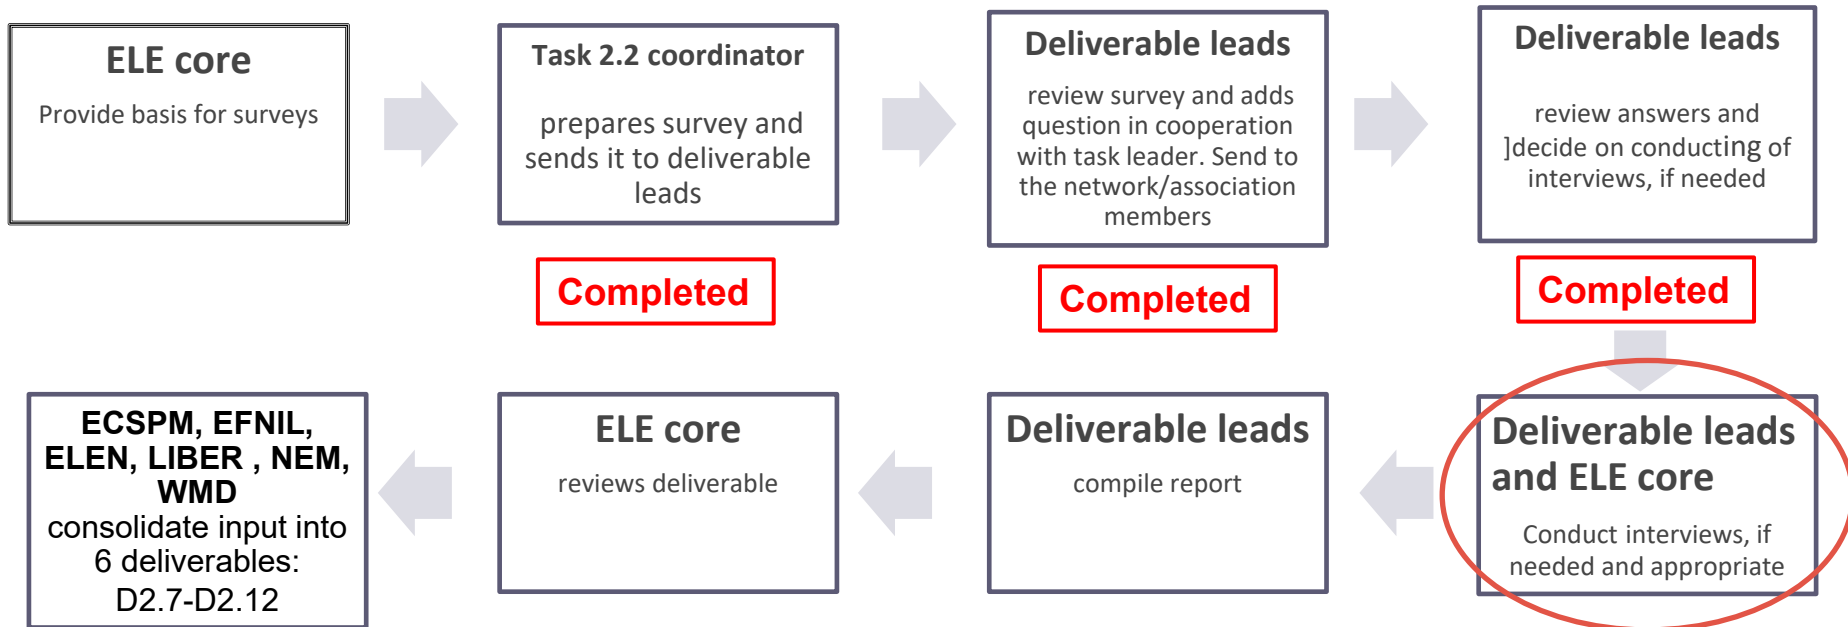 ELE core
Provide basis for surveys
Task 2.2 coordinator
prepares survey and
sends it to deliverable
leads
Deliverable leads
review survey and adds
question in cooperation
with task leader. Send to
the network/association
members
Deliverable leads
review answers and
]decide on conducting of
interviews, if needed
Completed
Completed
Completed
ECSPM, EFNIL,
ELEN, LIBER , NEM,
WMD
consolidate input into
6 deliverables:
D2.7-D2.12
ELE core
reviews deliverable
Deliverable leads
compile report
Deliverable leads
and ELE core
Conduct interviews, if
needed and appropriate